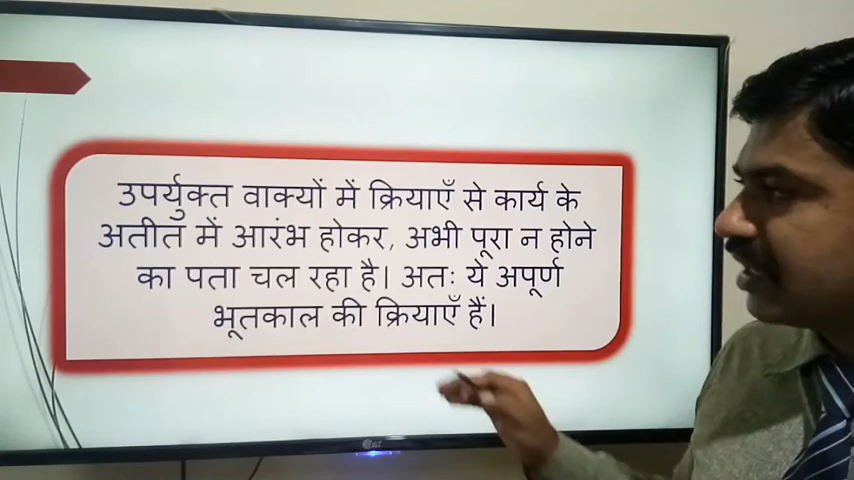 उपर्युक्त वाक्यों में क्रियाएँ से कार्य के
अतीत में आरंभ होकर, अभी पूरा न होने
का पता चल रहा है। अतः ये अपूर्ण
भूतकाल की क्रियाएँ हैं।